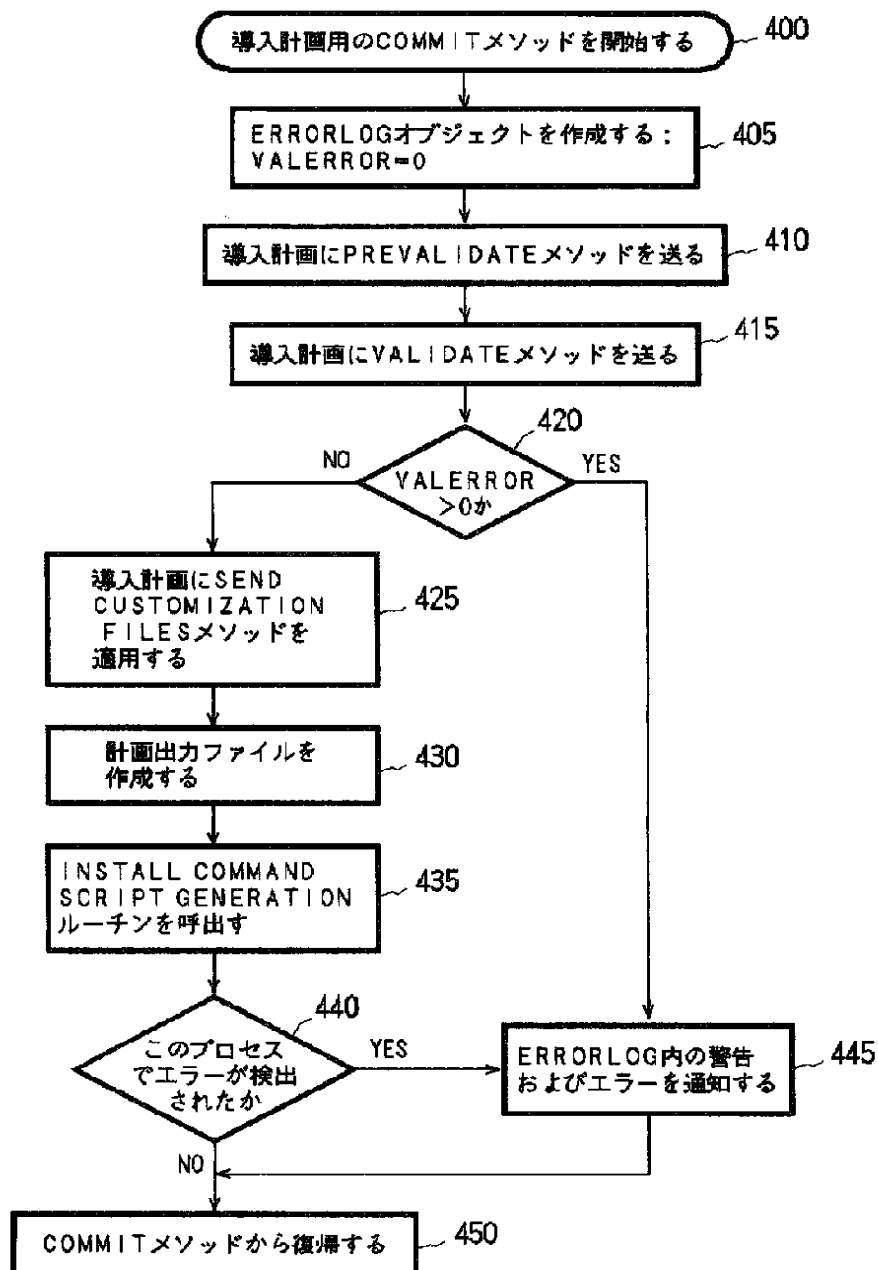 導入計画用のCOMMITメソッドを開始する
400
ERRORLOGオブジェクトを作成する:
VALERROR=0
405
導入計画にPREVALIDATEメソッドを送る
410
導入計画にVALIDATEメソッドを送る
415
420
NO
VALERROR
>0か
YES
導入計画にSEND
CUSTOMIZATION
FILESメソッドを
適用する
425
計画出力ファイルを
作成する
430
INSTALL COMMAND
SCRIPT GENERATION
ルーチンを呼出す
435
440
このプロセス
でエラーが検出
されたか
YES
ERRORLOG内の警告
およびエラーを通知する
445
NO
COMMITメソッドから復帰する
450